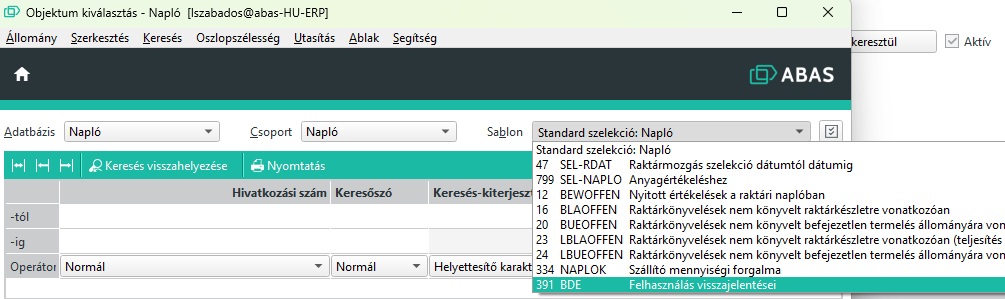 Objektum kiválasztás - Napló  [lszabados@abas-HU-ERP]
Állomány Szerkesztés Keresés Oszlopszélesség Utasítás Ablak Segítség
keresztül Aktív
ABAS
Adatbázis Napló Csoport Napló Sablon Standard szelekció: Napló
Standard szelekció: Napló
47 SEL-RDAT Raktármozgás szelekció dátumtól dátumig
799 SEL-NAPLO Anyagértékeléshez
12 BEWOFFEN Nyitott értékelések a raktári naplóban
16 BLAOFFEN Raktárkönyvelések nem könyvelt raktárkészletre vonatkozóan
20 BUEOFFEN Raktárkönyvelések nem könyvelt befejezetlen termelés állományára von
23 LBLAOFFEN Raktárkönyvelések nem könyvelt raktárkészletre vonatkozóan (teljesítés
24 LBUEOFFEN Raktárkönyvelések nem könyvelt befejezetlen termelés állományára von
334 NAPLOK Szállító mennyiségi forgalma
391 BDE Felhasználás visszajelentései
Keresés visszahelyezése Nyomtatás
Hivatkozási szám Keresőszó Keresés-kiterjeszt
-tól
-ig
Operátor Normál Normál Helyettesítő karakt